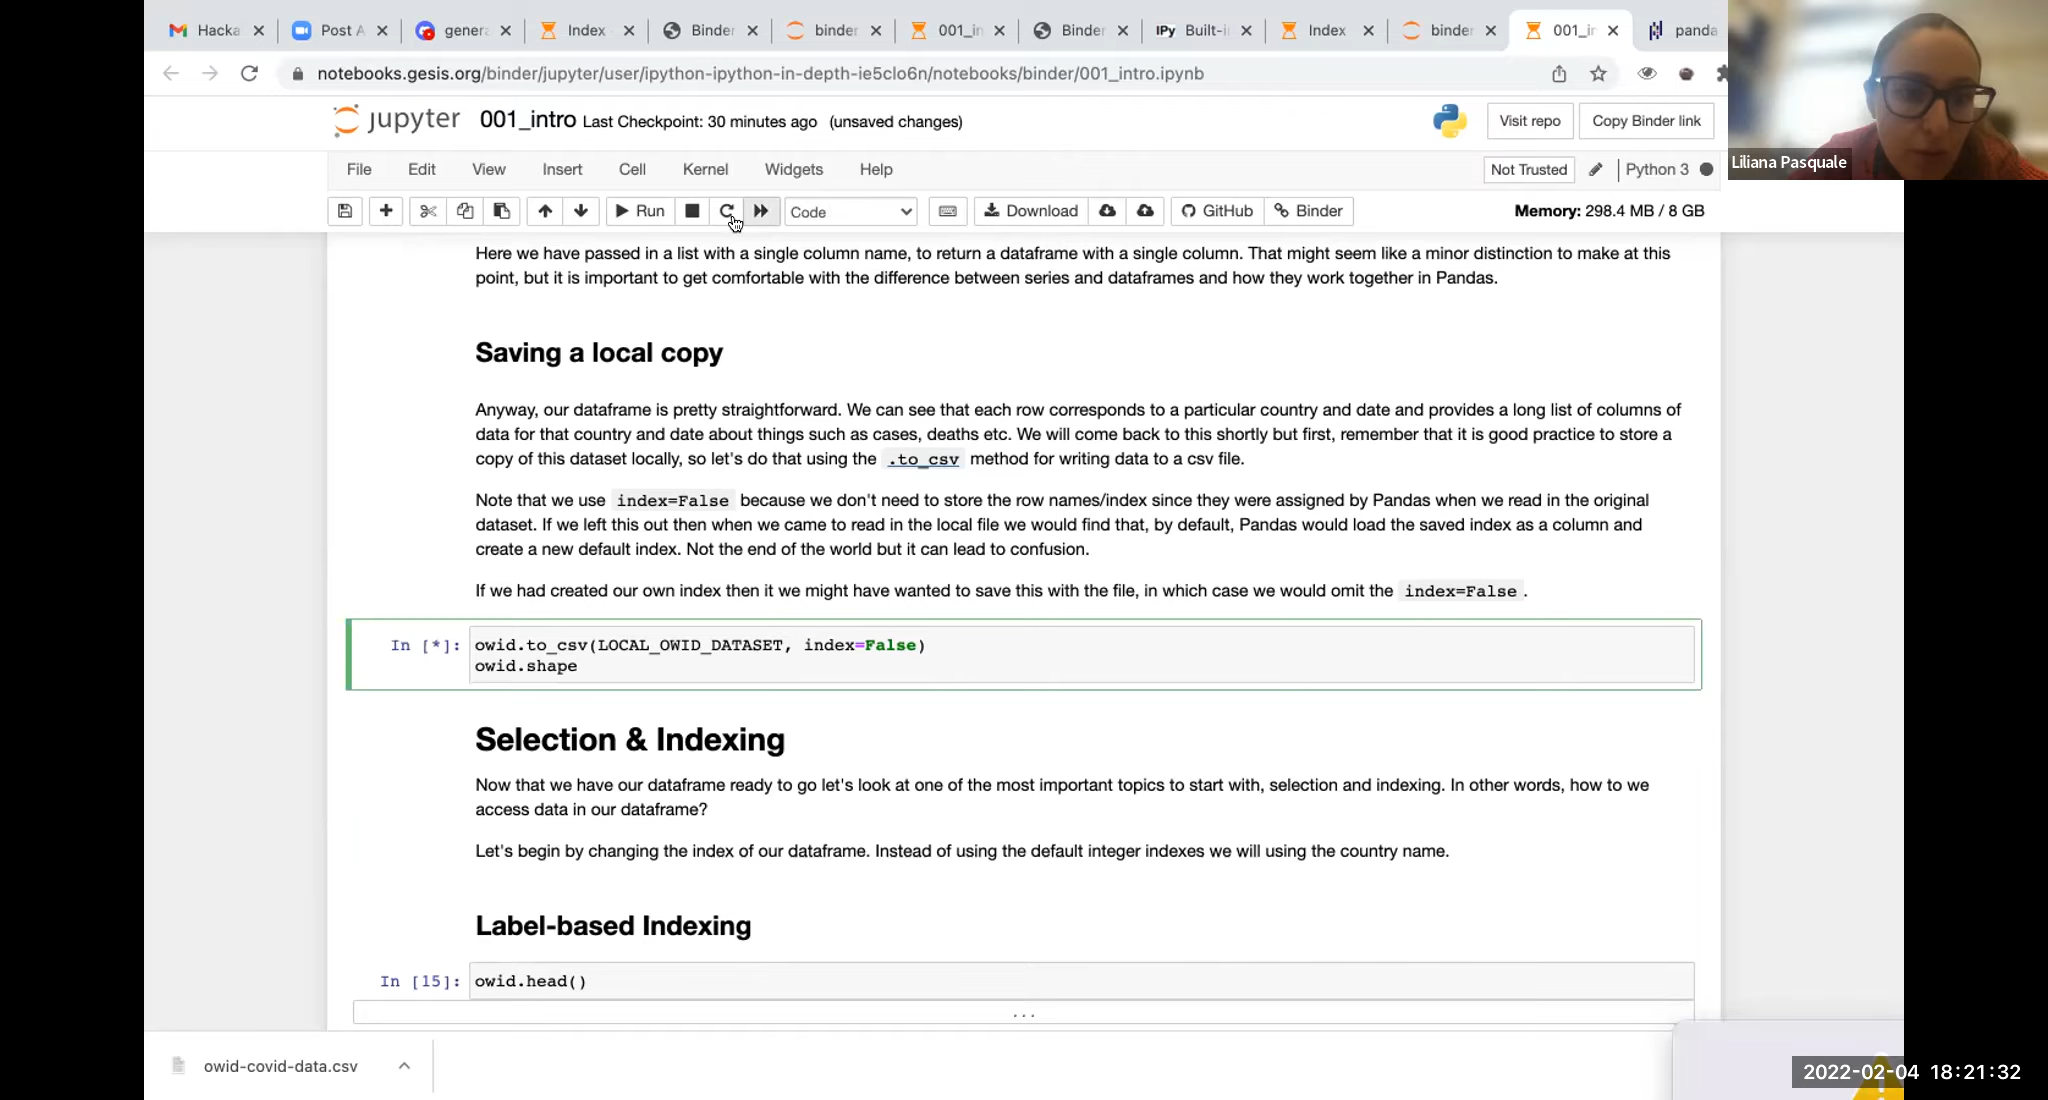 Hacka
Post A
genera
Index
Binder
binder
001_in
Binder
IPy Built-i
Index
binder
001_in
panda
notebooks.gesis.org/binder/jupyter/user/ipython-ipython-in-depth-ie5clo6n/notebooks/binder/001_intro.ipynb
Liliana Pasquale
jupyter 001_intro Last Checkpoint: 30 minutes ago (unsaved changes)
Visit repo
Copy Binder link
File Edit View Insert Cell Kernel Widgets Help
Not Trusted
Python 3
Run
Code
Download
GitHub
Binder
Memory: 298.4 MB / 8 GB
Here we have passed in a list with a single column name, to return a dataframe with a single column. That might seem like a minor distinction to make at this
point, but it is important to get comfortable with the difference between series and dataframes and how they work together in Pandas.
Saving a local copy
Anyway, our dataframe is pretty straightforward. We can see that each row corresponds to a particular country and date and provides a long list of columns of
data for that country and date about things such as cases, deaths etc. We will come back to this shortly but first, remember that it is good practice to store a
copy of this dataset locally, so let's do that using the .to_csv method for writing data to a csv file.
Note that we use index=False because we don't need to store the row names/index since they were assigned by Pandas when we read in the original
dataset. If we left this out then when we came to read in the local file we would find that, by default, Pandas would load the saved index as a column and
create a new default index. Not the end of the world but it can lead to confusion.
If we had created our own index then it we might have wanted to save this with the file, in which case we would omit the index=False .
In [*]: owid.to_csv(LOCAL_OWID_DATASET, index=False)
owid.shape
Selection & Indexing
Now that we have our dataframe ready to go let's look at one of the most important topics to start with, selection and indexing. In other words, how to we
access data in our dataframe?
Let's begin by changing the index of our dataframe. Instead of using the default integer indexes we will using the country name.
Label-based Indexing
In [15]: owid.head()
...
owid-covid-data.csv
2022-02-04 18:21:32